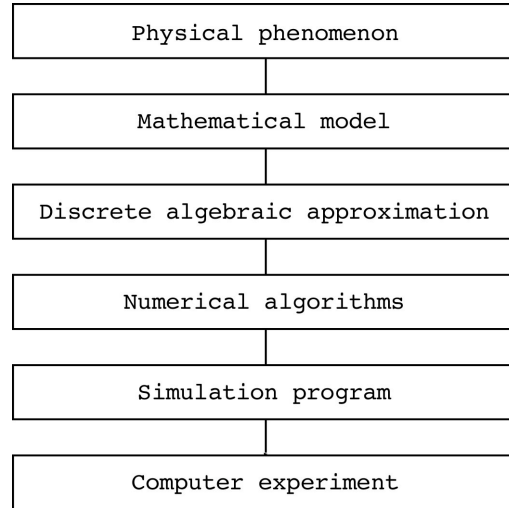 Physical phenomenon
Mathematical model
Discrete algebraic approximation
Numerical algorithms
Simulation program
Computer experiment